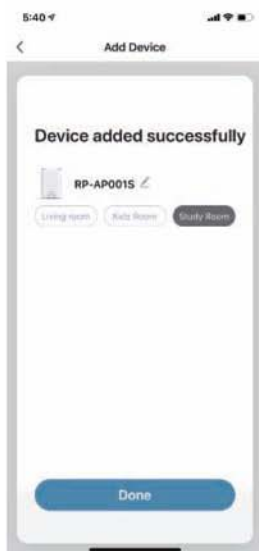 5:40
Add Device
Device added successfully
RP-AP001S
Living room Kids Room Study Room
Done